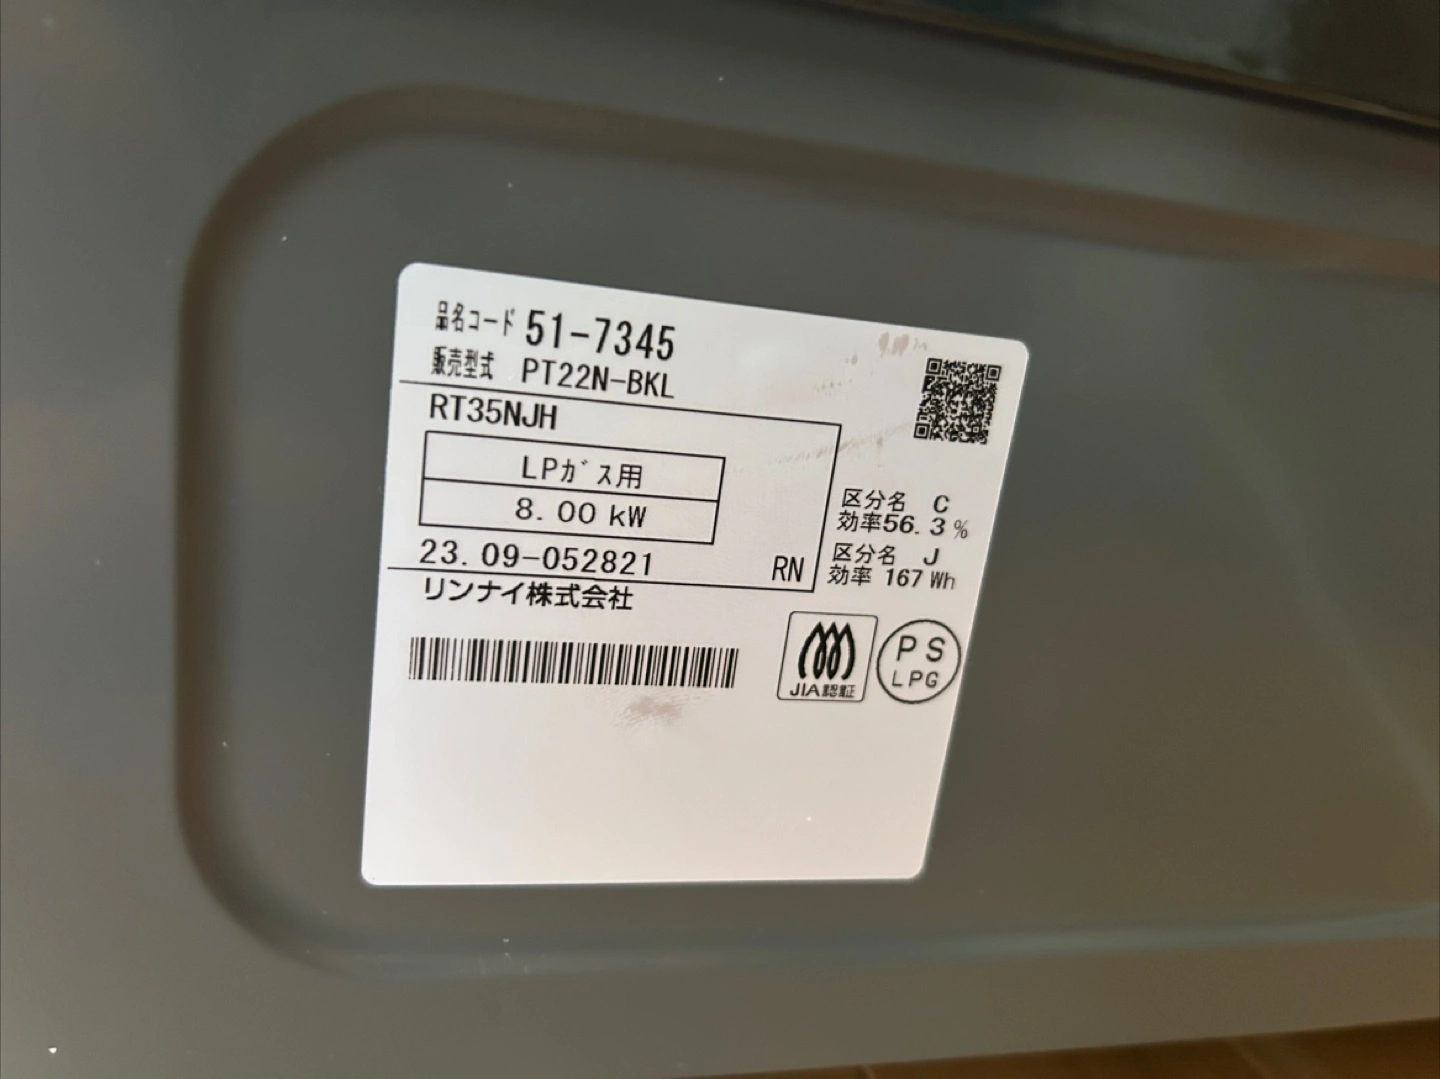 品名コード 51-7345
販売型式 PT22N-BKL
RT35NJH
LPガス用
8.00 kW
23.09-052821
RN
リンナイ株式会社
区分名 C
効率56.3%
区分名 J
効率 167 Wh
JIA認証
PS
LPG